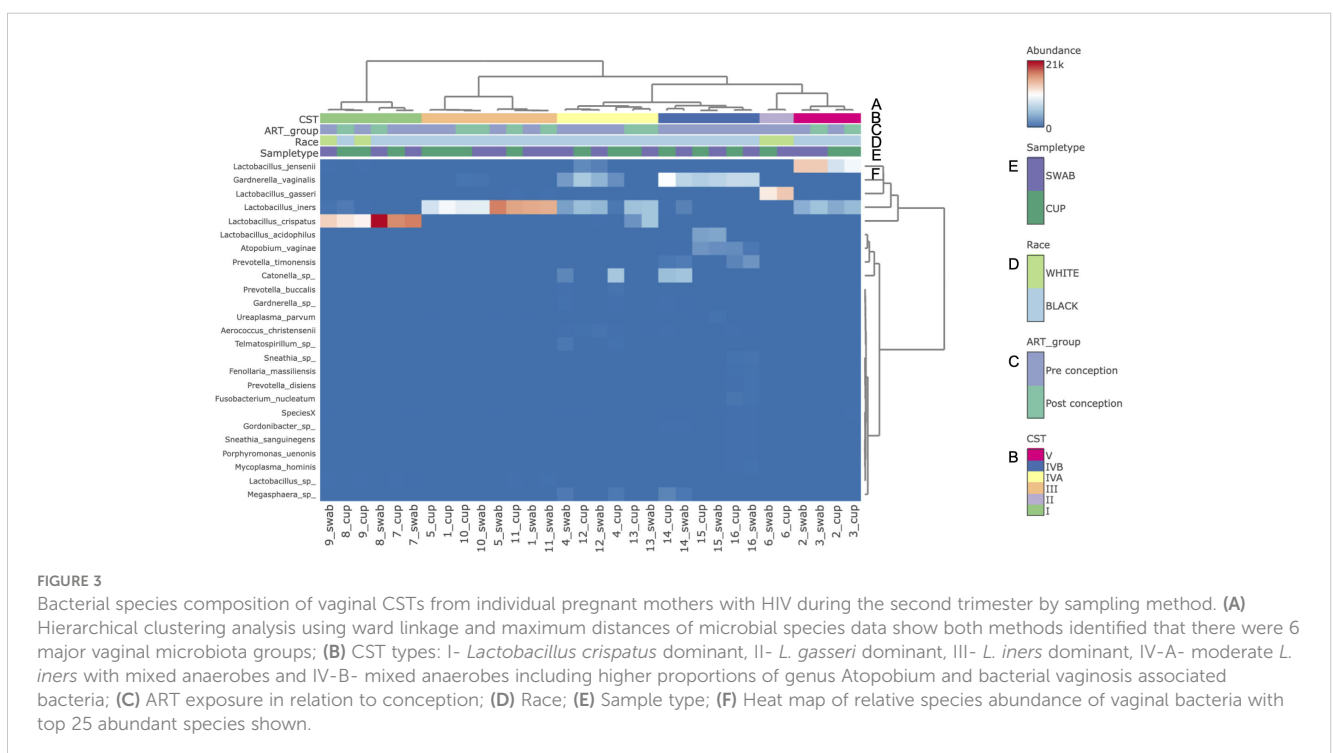 Abundance
21k
0
A
B
C
D
E
F
CST
ART_group
Race
Sampletype
Lactobacillus_jensenii
Gardnerella_vaginalis
Lactobacillus_gasseri
Lactobacillus_iners
Lactobacillus_crispatus
Lactobacillus_acidophilus
Atopobium_vaginae
Prevotella_timonensis
Catonella_sp_
Prevotella_buccalis
Gardnerella_sp_
Ureaplasma_parvum
Aerococcus_christensenii
Telmatospirillum_sp_
Sneathia_sp_
Fenollaria_massiliensis
Prevotella_disiens
Fusobacterium_nucleatum
SpeciesX
Gordonibacter_sp_
Sneathia_sanguinegens
Porphyromonas_uenonis
Mycoplasma_hominis
Lactobacillus_sp_
Megasphaera_sp_
9_swab
8_cup
9_cup
8_swab
7_cup
7_swab
5_cup
1_cup
10_cup
10_swab
5_swab
11_cup
1_swab
11_swab
4_swab
12_cup
12_swab
4_cup
13_cup
13_swab
14_cup
14_swab
15_cup
15_swab
16_cup
16_swab
6_swab
6_cup
2_swab
3_swab
2_cup
3_cup
Sampletype
E
SWAB
CUP
Race
D
WHITE
BLACK
ART_group
C
Pre conception
Post conception
CST
B
V
IVB
IVA
III
II
I
FIGURE 3
Bacterial species composition of vaginal CSTs from individual pregnant mothers with HIV during the second trimester by sampling method. (A)
Hierarchical clustering analysis using ward linkage and maximum distances of microbial species data show both methods identified that there were 6
major vaginal microbiota groups; (B) CST types: I- Lactobacillus crispatus dominant, II- L. gasseri dominant, III- L. iners dominant, IV-A- moderate L.
iners with mixed anaerobes and IV-B- mixed anaerobes including higher proportions of genus Atopobium and bacterial vaginosis associated
bacteria; (C) ART exposure in relation to conception; (D) Race; (E) Sample type; (F) Heat map of relative species abundance of vaginal bacteria with
top 25 abundant species shown.